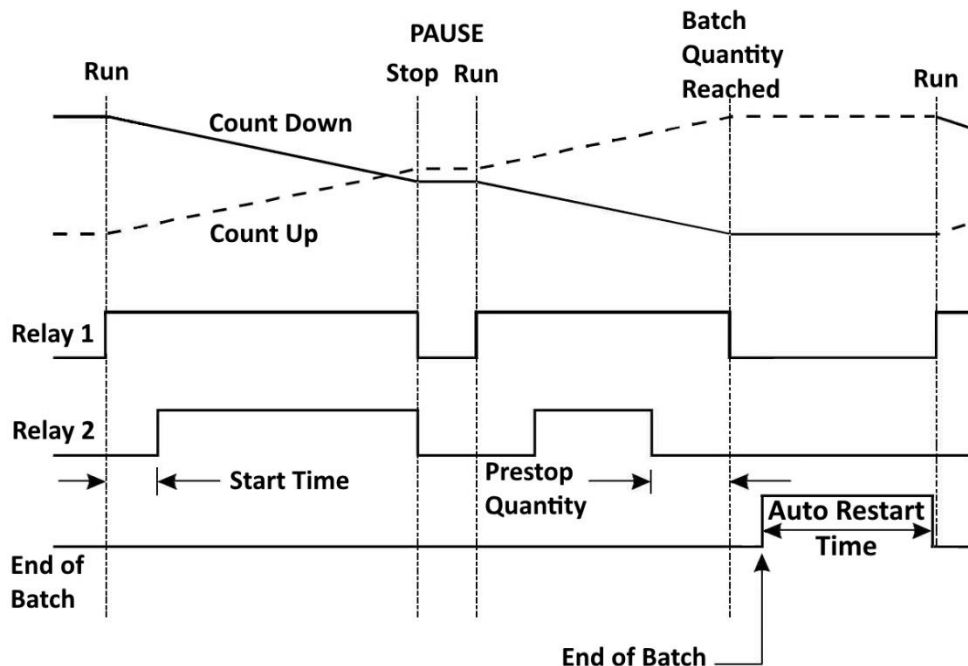 PAUSE
Batch
Quantity
Reached
Run
Stop
Run
Run
Count Down
Count Up
Relay 1
Relay 2
Start Time
Prestop
Quantity
Auto Restart
Time
End of
Batch
End of Batch